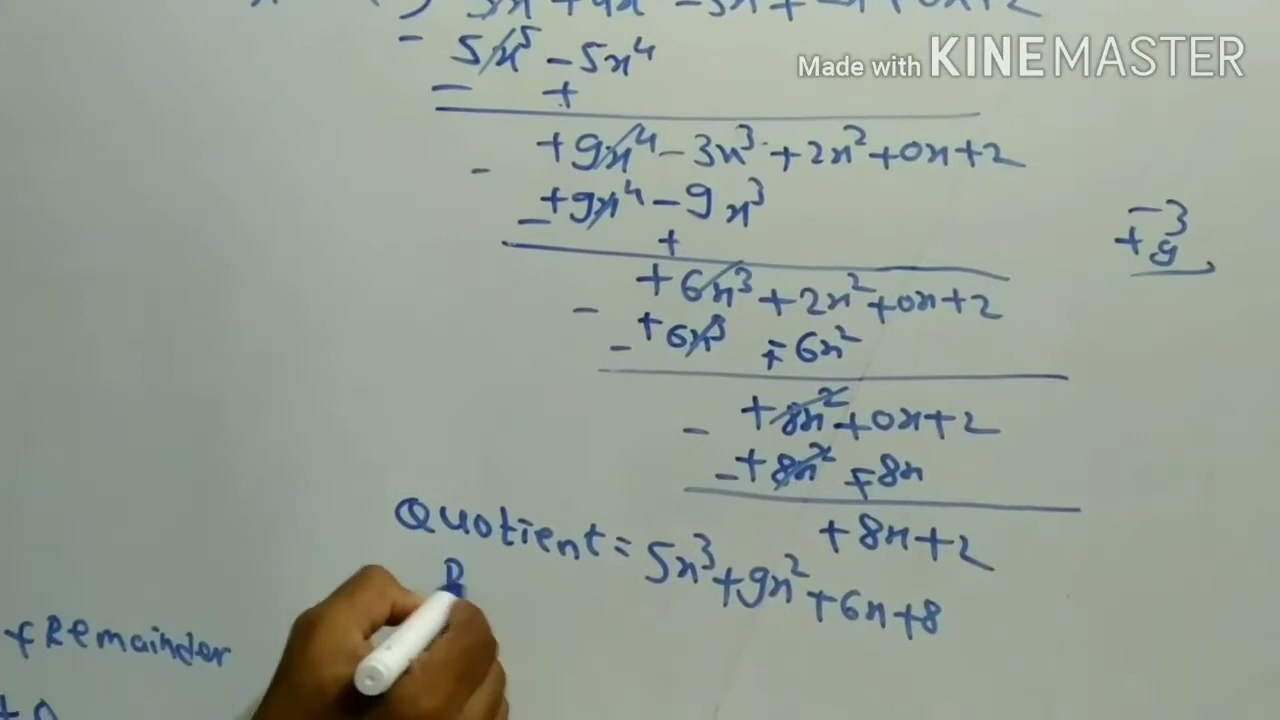 Made with KINEMASTER
- 5x⁵ - 5x⁴
- +
+9x⁴ - 3x³ + 2x² + 0x + 2
-
+9x⁴ - 9x³
- +
-3
+9
+6x³ + 2x² + 0x + 2
-
+6x³ - 6x²
- +
+8x² + 0x + 2
-
+8x² - 8x
- +
+8x + 2
Quotient = 5x³ + 9x² + 6x + 8
R
+ Remainder